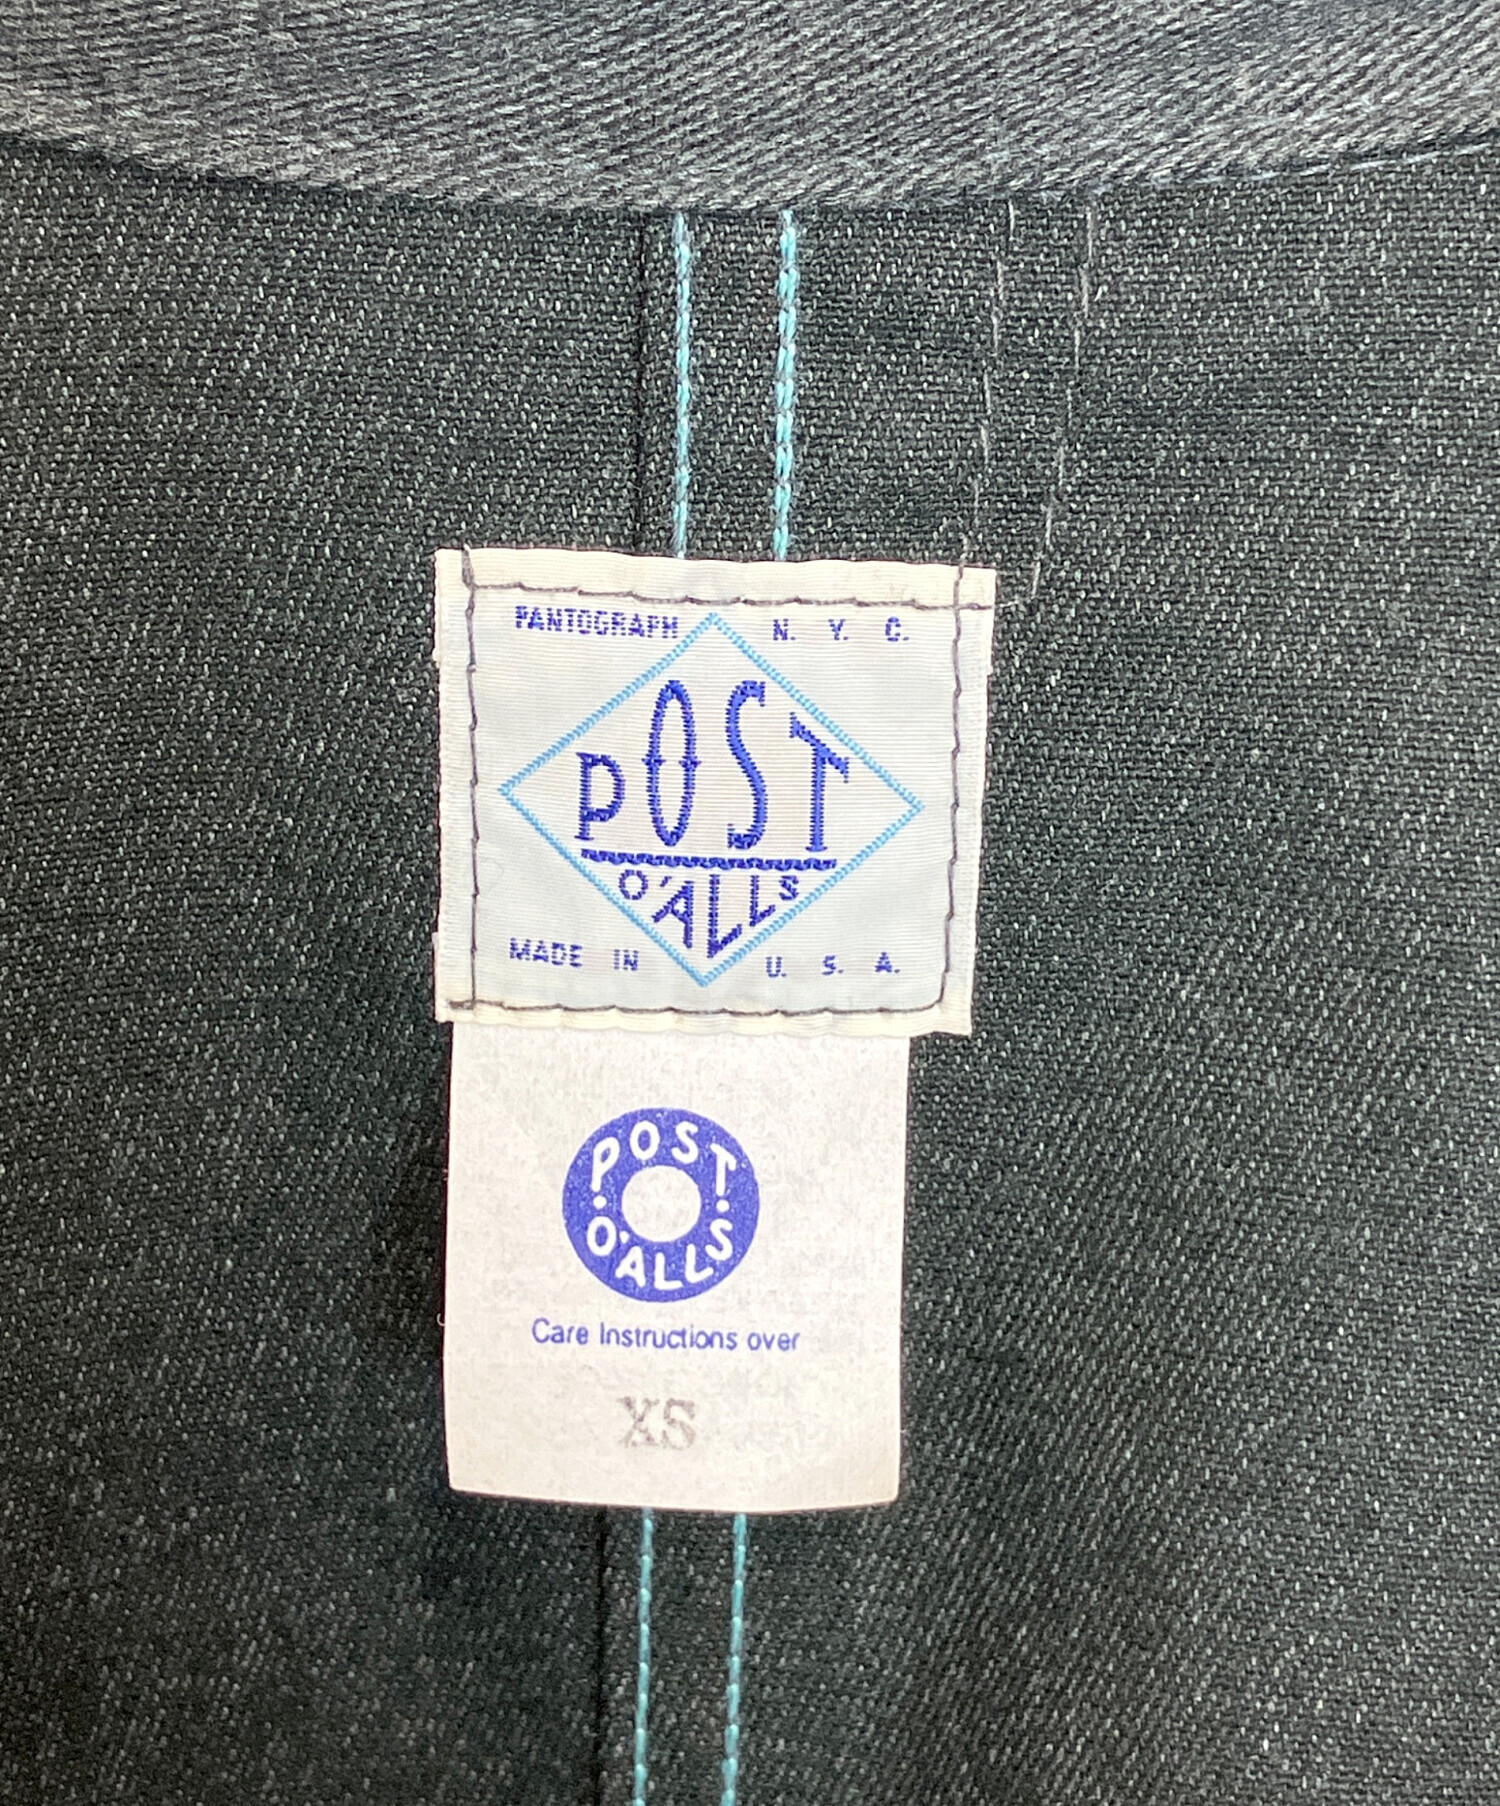 PANTOGRAPH N. Y. C.
POST
O'ALLS
MADE IN U. S. A.
POST
O'ALLS
Care Instructions over
XS